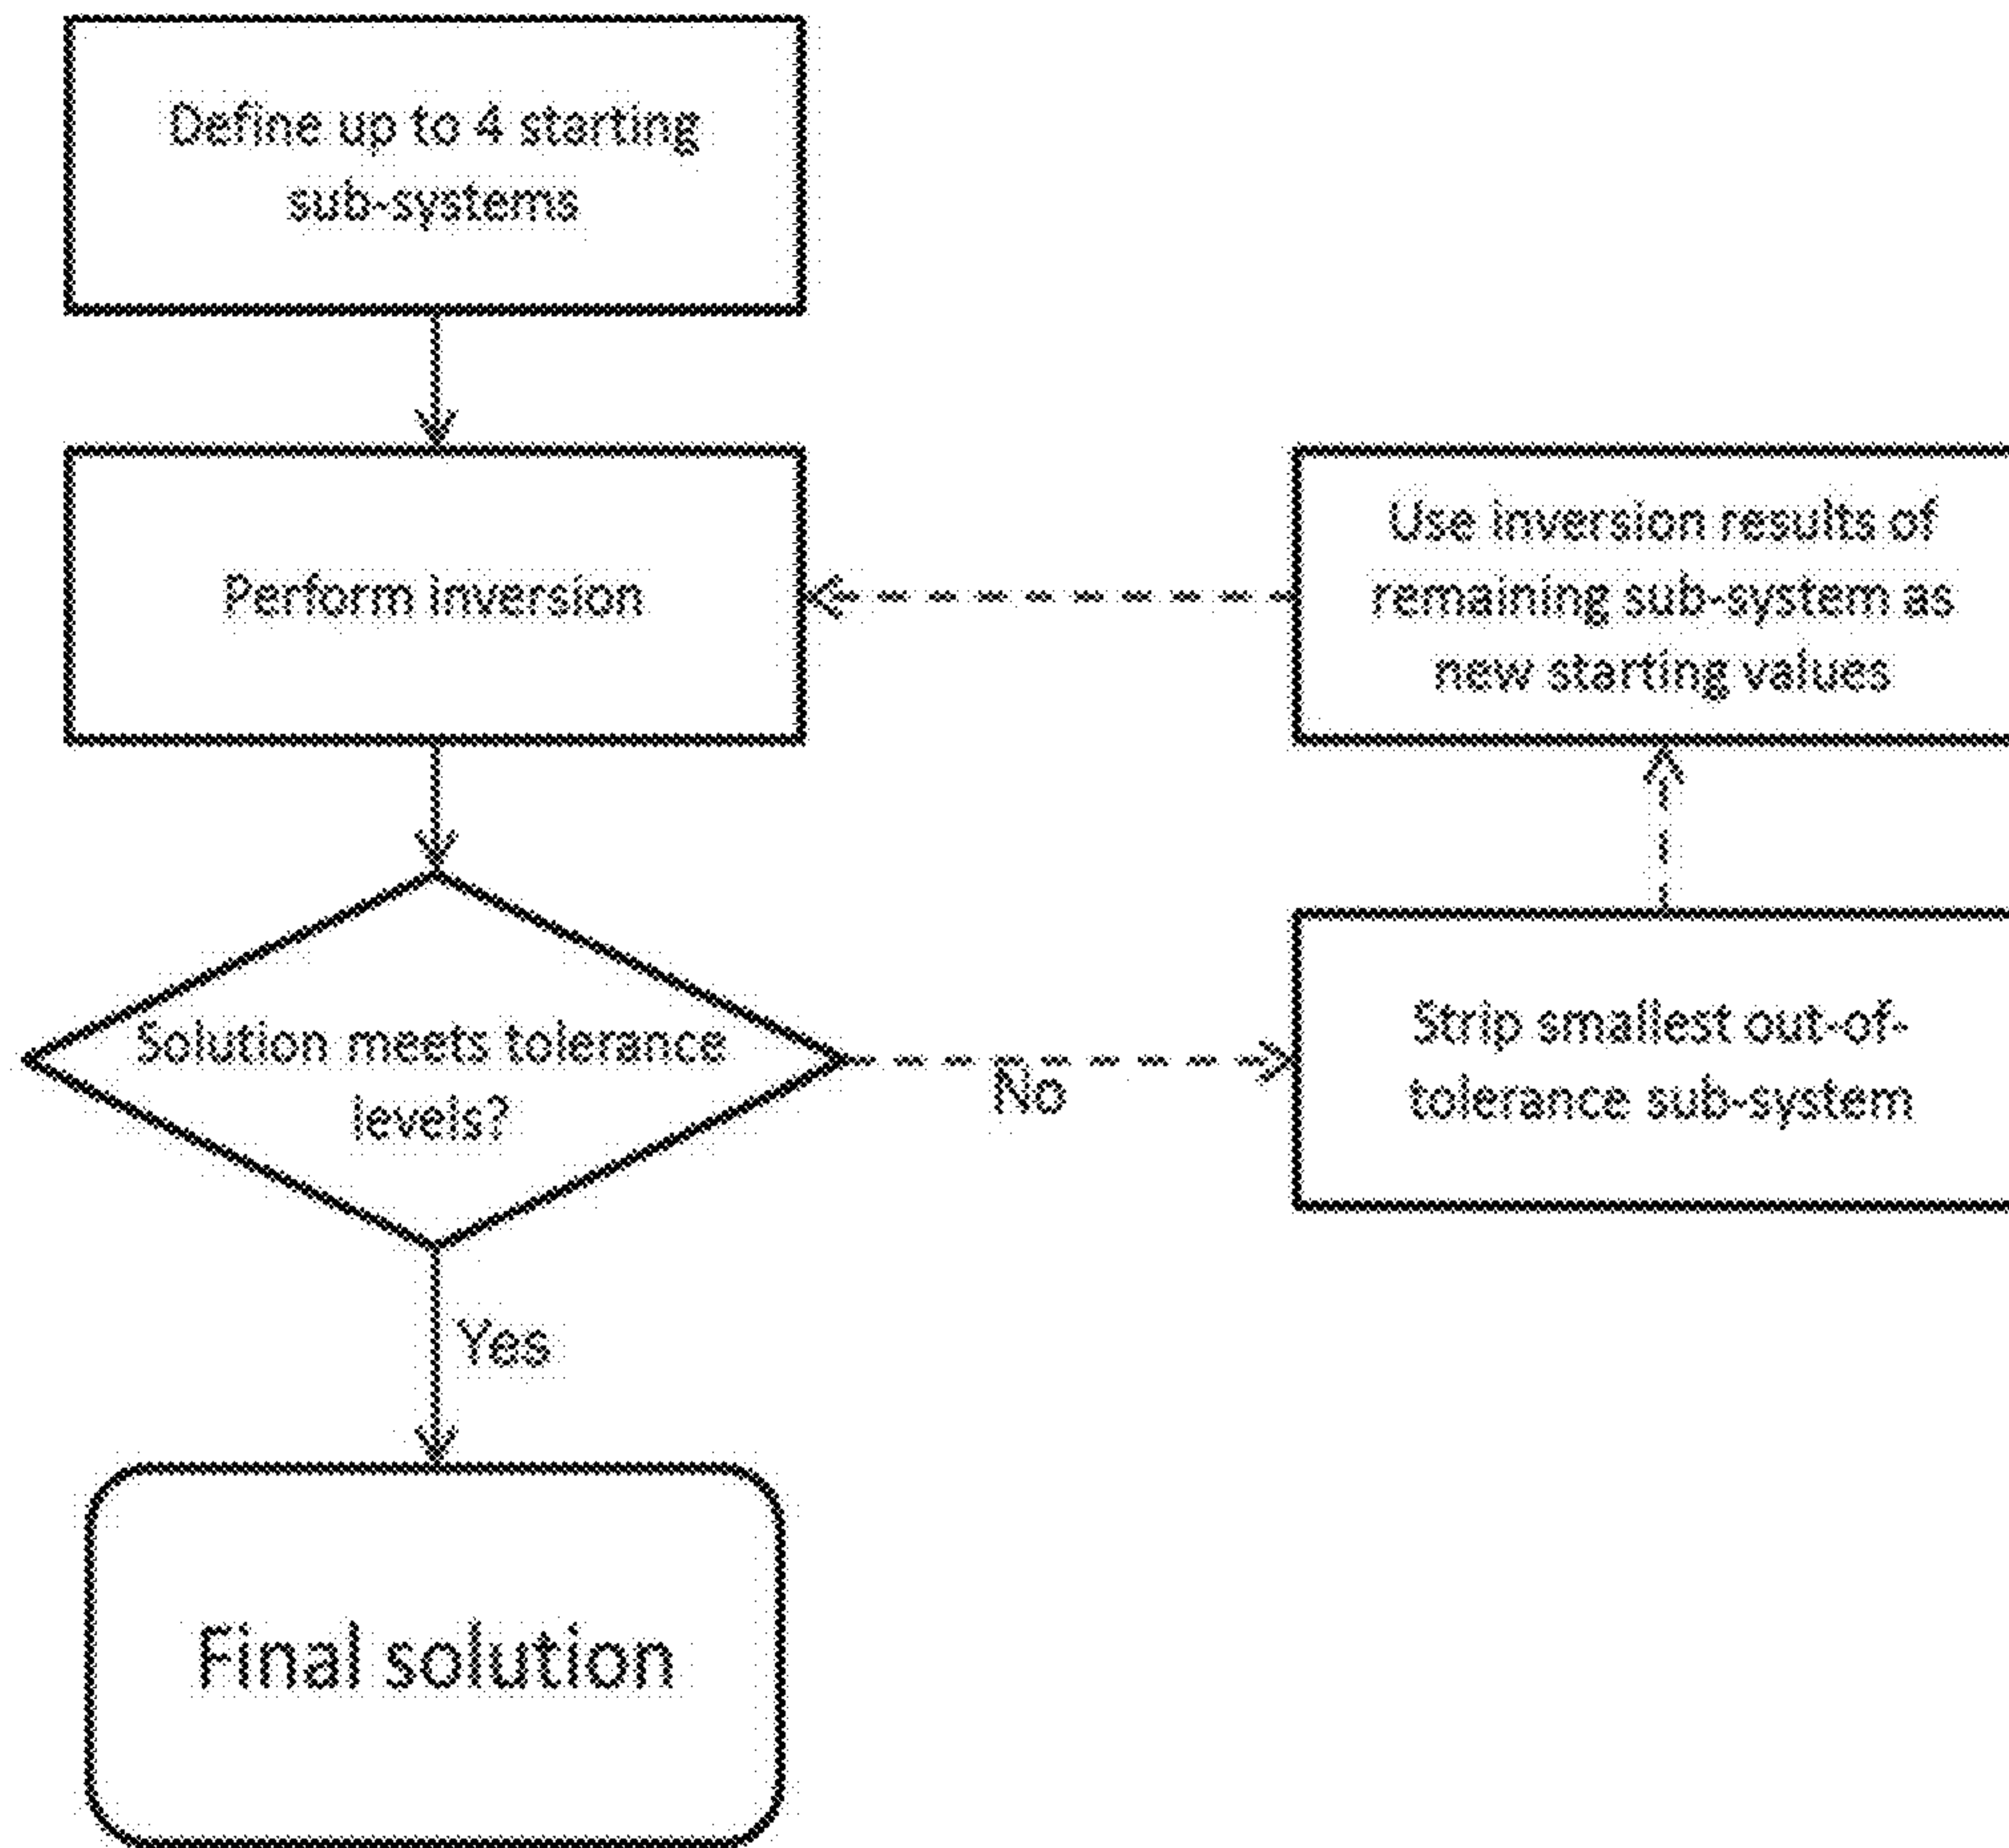 Define up to 4 starting
sub-systems
Perform inversion
Use inversion results of
remaining sub-system as
new starting values
Solution meets tolerance
levels?
No
Strip smallest out-of-
tolerance sub-system
Yes
Final solution